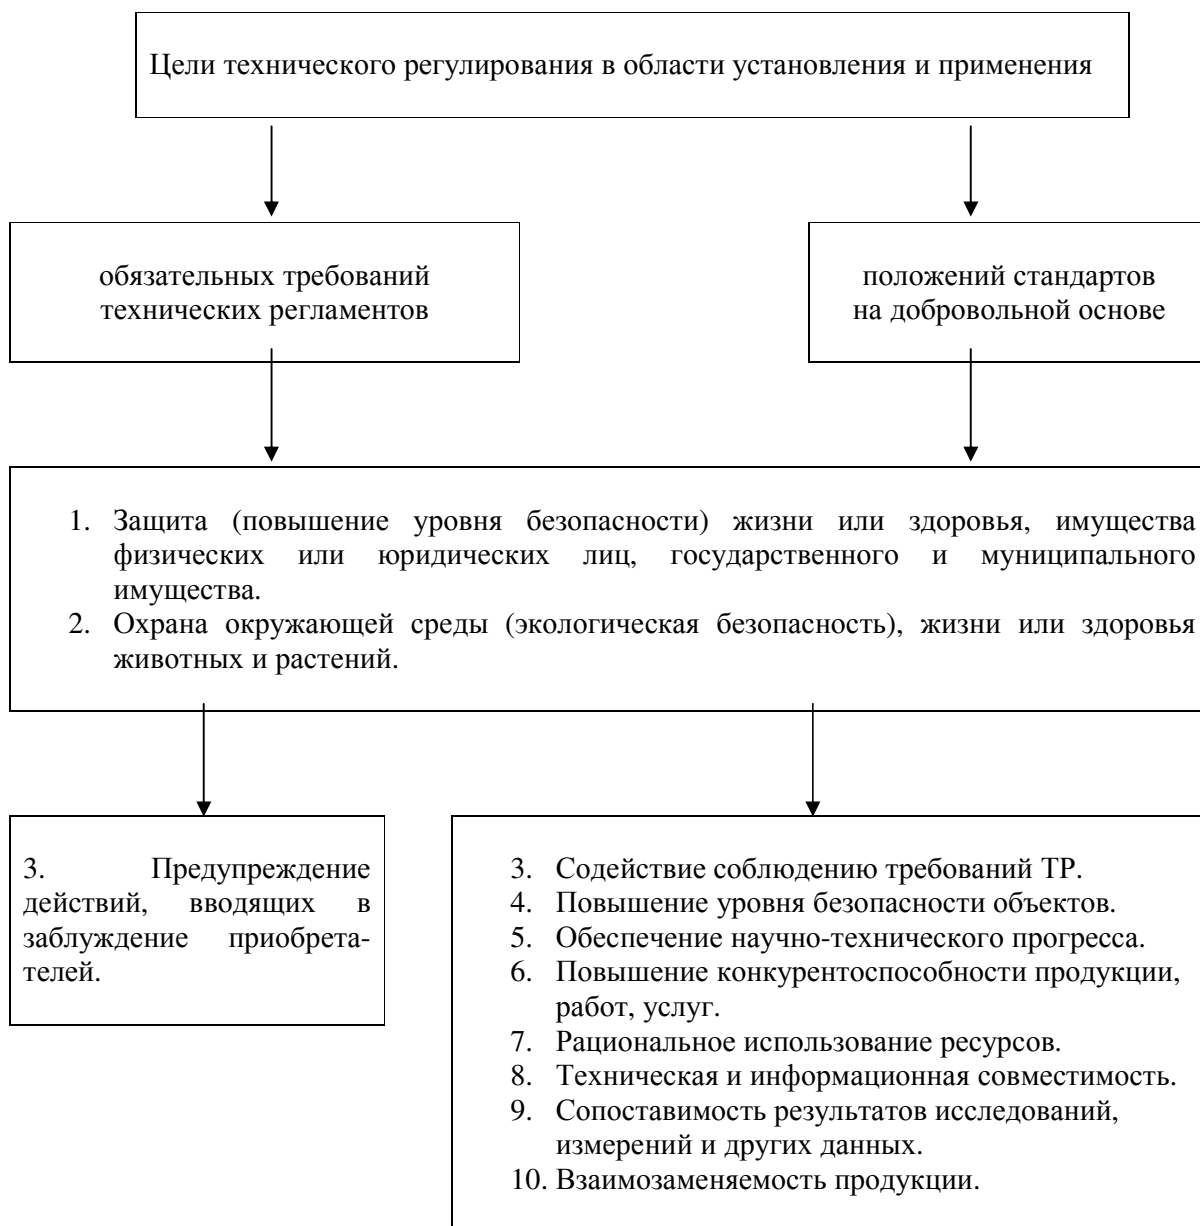 Цели технического регулирования в области установления и применения
обязательных требований
технических регламентов
положений стандартов
на добровольной основе
1. Защита (повышение уровня безопасности) жизни или здоровья, имущества
физических или юридических лиц, государственного и муниципального
имущества.
2. Охрана окружающей среды (экологическая безопасность), жизни или здоровья
животных и растений.
3. Предупреждение
действий, вводящих в
заблуждение приобрета-
телей.
3. Содействие соблюдению требований ТР.
4. Повышение уровня безопасности объектов.
5. Обеспечение научно-технического прогресса.
6. Повышение конкурентоспособности продукции,
работ, услуг.
7. Рациональное использование ресурсов.
8. Техническая и информационная совместимость.
9. Сопоставимость результатов исследований,
измерений и других данных.
10. Взаимозаменяемость продукции.